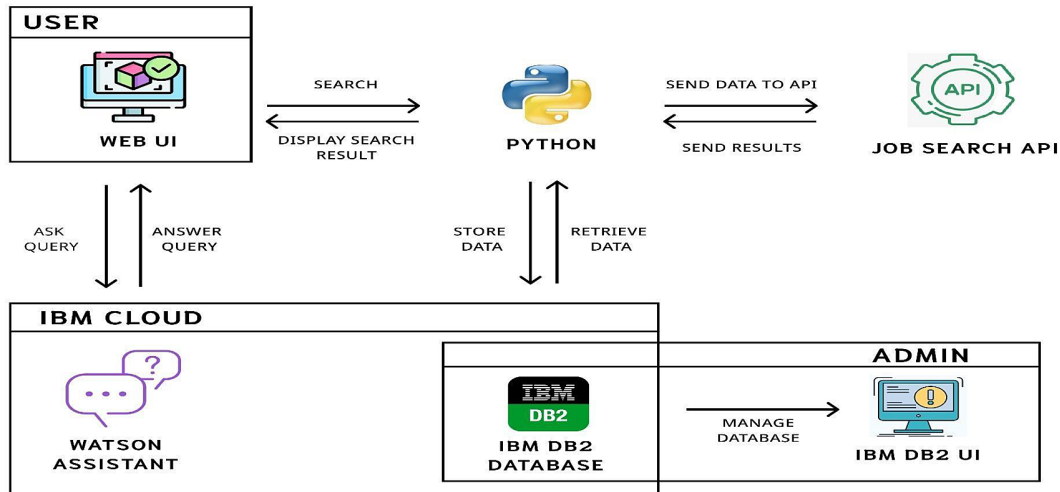 USER
WEB UI
SEARCH
DISPLAY SEARCH
RESULT
PYTHON
SEND DATA TO API
SEND RESULTS
API
JOB SEARCH API
ASK
QUERY
ANSWER
QUERY
STORE
DATA
RETRIEVE
DATA
IBM CLOUD
?
WATSON
ASSISTANT
IBM
DB2
IBM DB2
DATABASE
MANAGE
DATABASE
ADMIN
!
IBM DB2 UI